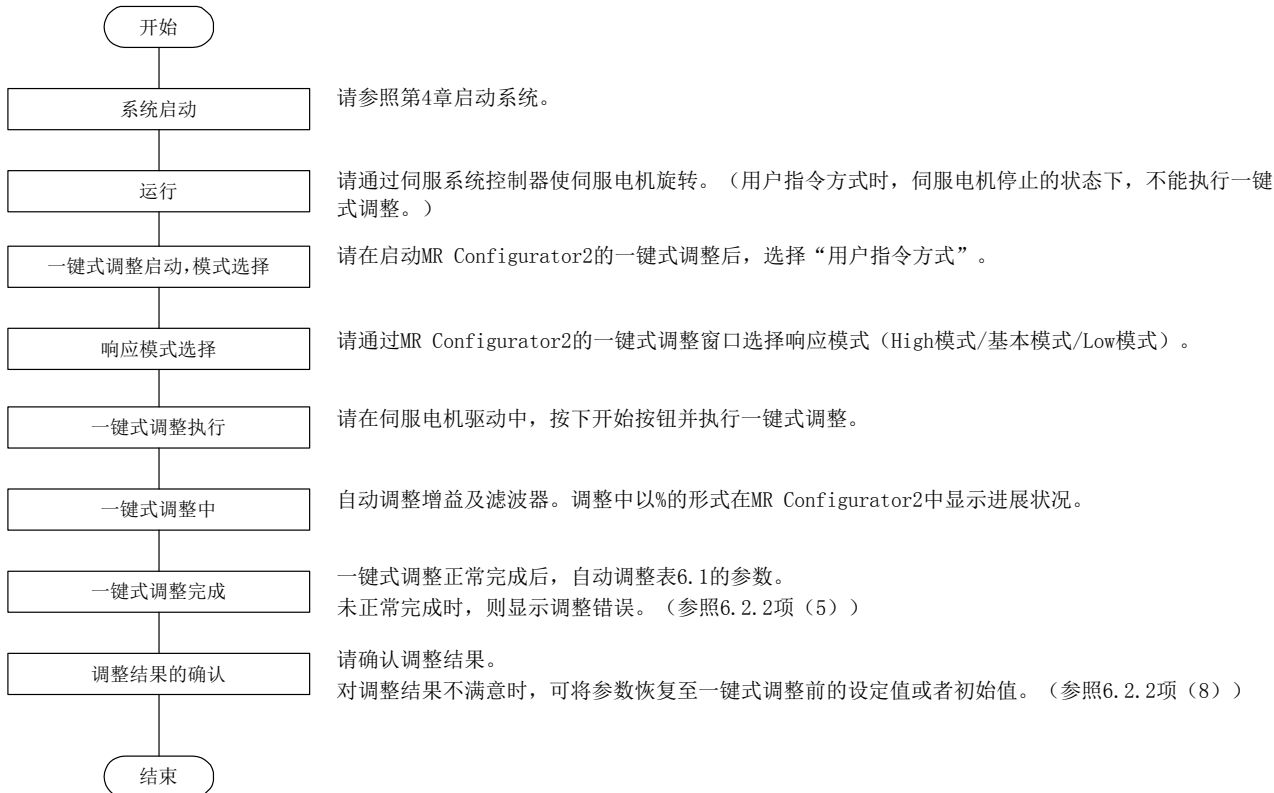 开始
系统启动
请参照第4章启动系统。
运行
请通过伺服系统控制器使伺服电机旋转。（用户指令方式时，伺服电机停止的状态下，不能执行一键
式调整。）
一键式调整启动,模式选择
请在启动MR Configurator2的一键式调整后，选择“用户指令方式”。
响应模式选择
请通过MR Configurator2的一键式调整窗口选择响应模式（High模式/基本模式/Low模式）。
一键式调整执行
请在伺服电机驱动中，按下开始按钮并执行一键式调整。
一键式调整中
自动调整增益及滤波器。调整中以%的形式在MR Configurator2中显示进展状况。
一键式调整完成
一键式调整正常完成后，自动调整表6.1的参数。
未正常完成时，则显示调整错误。（参照6.2.2项（5））
调整结果的确认
请确认调整结果。
对调整结果不满意时，可将参数恢复至一键式调整前的设定值或者初始值。（参照6.2.2项（8））
结束